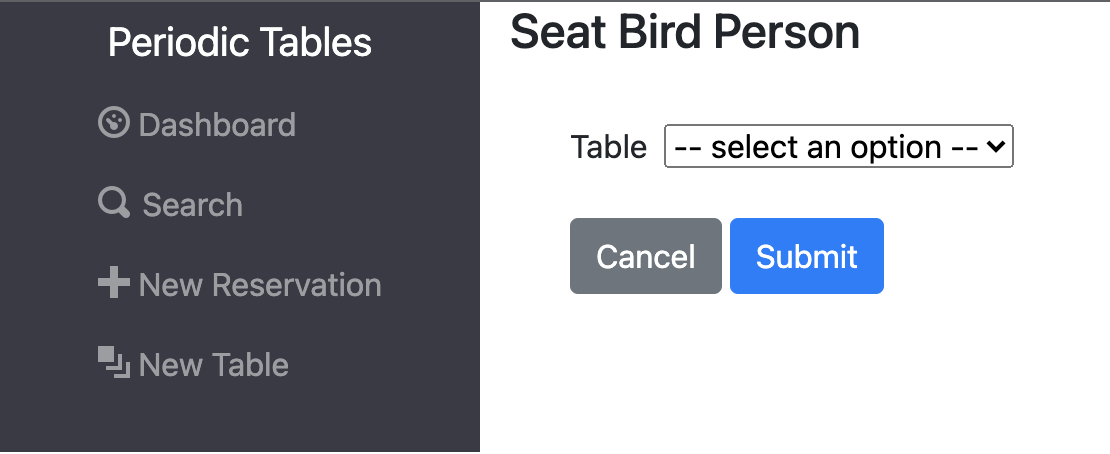 Periodic Tables
Dashboard
Search
New Reservation
New Table
Seat Bird Person
Table -- select an option --
Cancel Submit